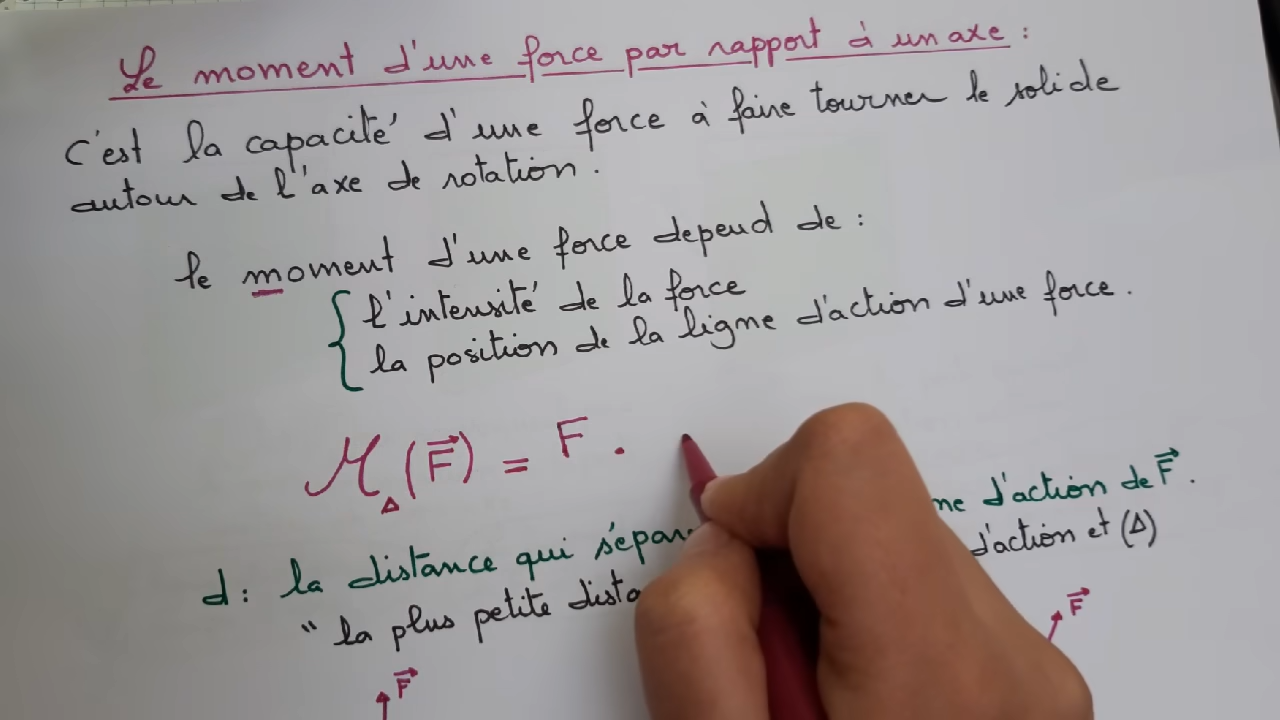 Le moment d'une force par rapport à un axe :
C'est la capacité d'une force à faire tourner le solide
autour de l'axe de rotation .
le moment d'une force depend de :
l'intensité de la force
la position de la ligne d'action d'une force .
M_Δ (F⃗) = F .
d : la distance qui sépar d'action de F⃗ .
" la plus petite d'action et (Δ)
F⃗
F⃗